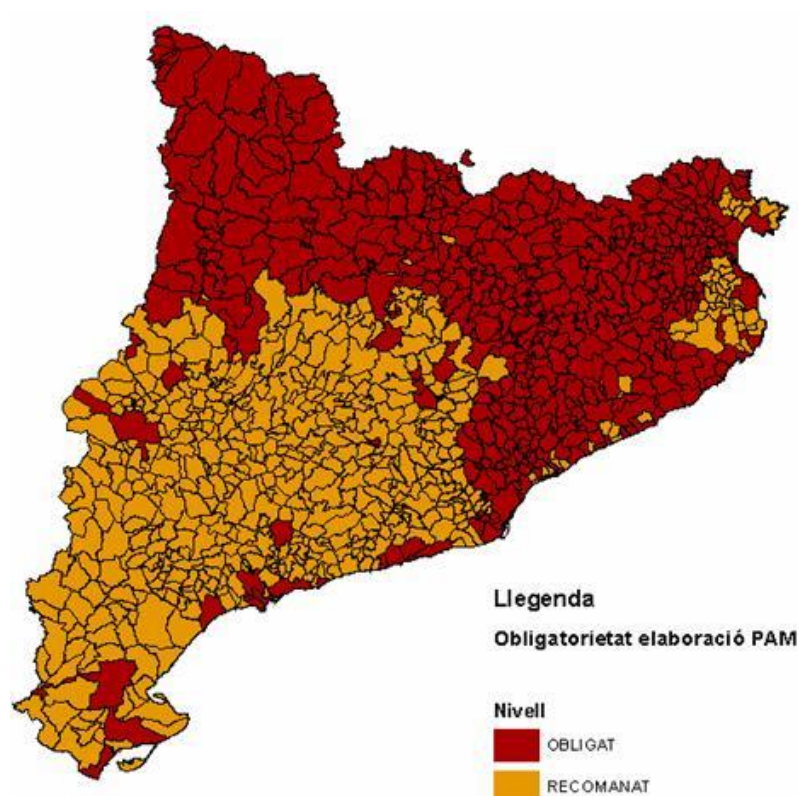 Llegenda
Obligatorietat elaboració PAM
Nivell
OBLIGAT
RECOMANAT